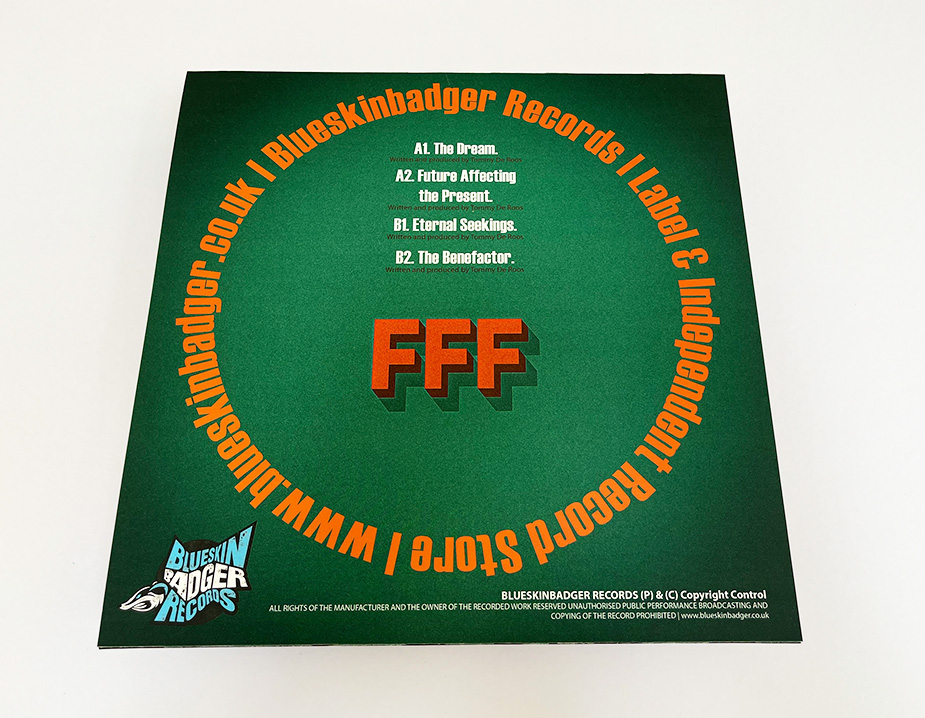 Blueskinbadger Records | Label & Independent Record Store | www.blueskinbadger.co.uk |
A1. The Dream.
Written and produced by Tommy De Roos
A2. Future Affecting
the Present.
Written and produced by Tommy De Roos
B1. Eternal Seekings.
Written and produced by Tommy De Roos
B2. The Benefactor.
Written and produced by Tommy De Roos
FFF
BLUESKIN
BADGER
RECORDS
BLUESKINBADGER RECORDS (P) & (C) Copyright Control
ALL RIGHTS OF THE MANUFACTURER AND THE OWNER OF THE RECORDED WORK RESERVED UNAUTHORISED PUBLIC PERFORMANCE BROADCASTING AND
COPYING OF THE RECORD PROHIBITED | www.blueskinbadger.co.uk